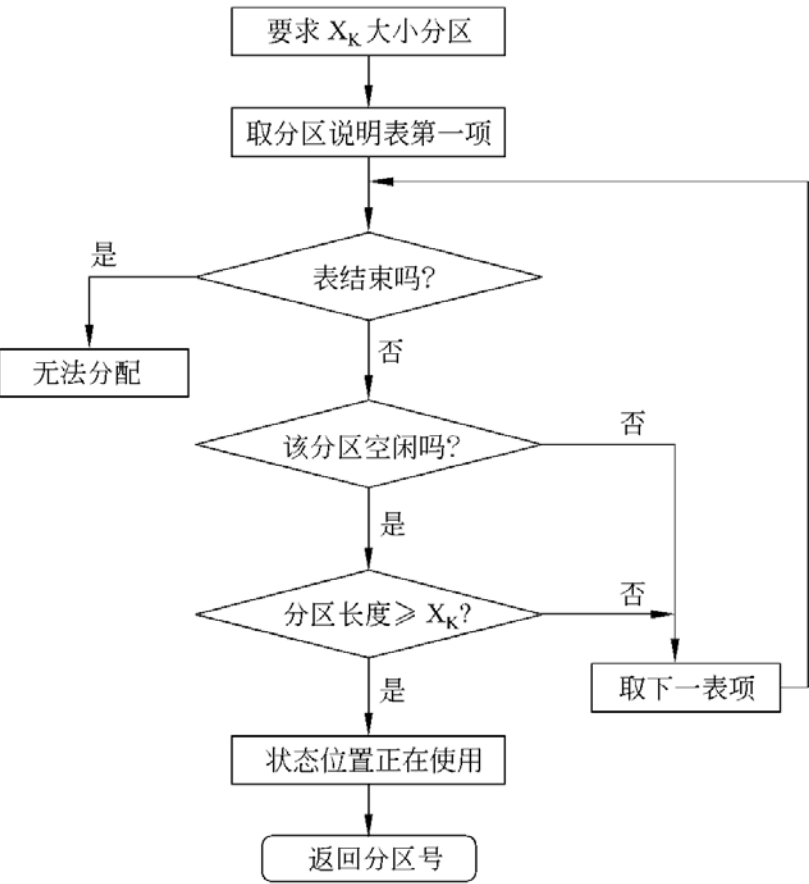 要求 X_K 大小分区
取分区说明表第一项
是
表结束吗?
无法分配
否
该分区空闲吗?
否
是
分区长度≥ X_K?
否
取下一表项
是
状态位置正在使用
返回分区号